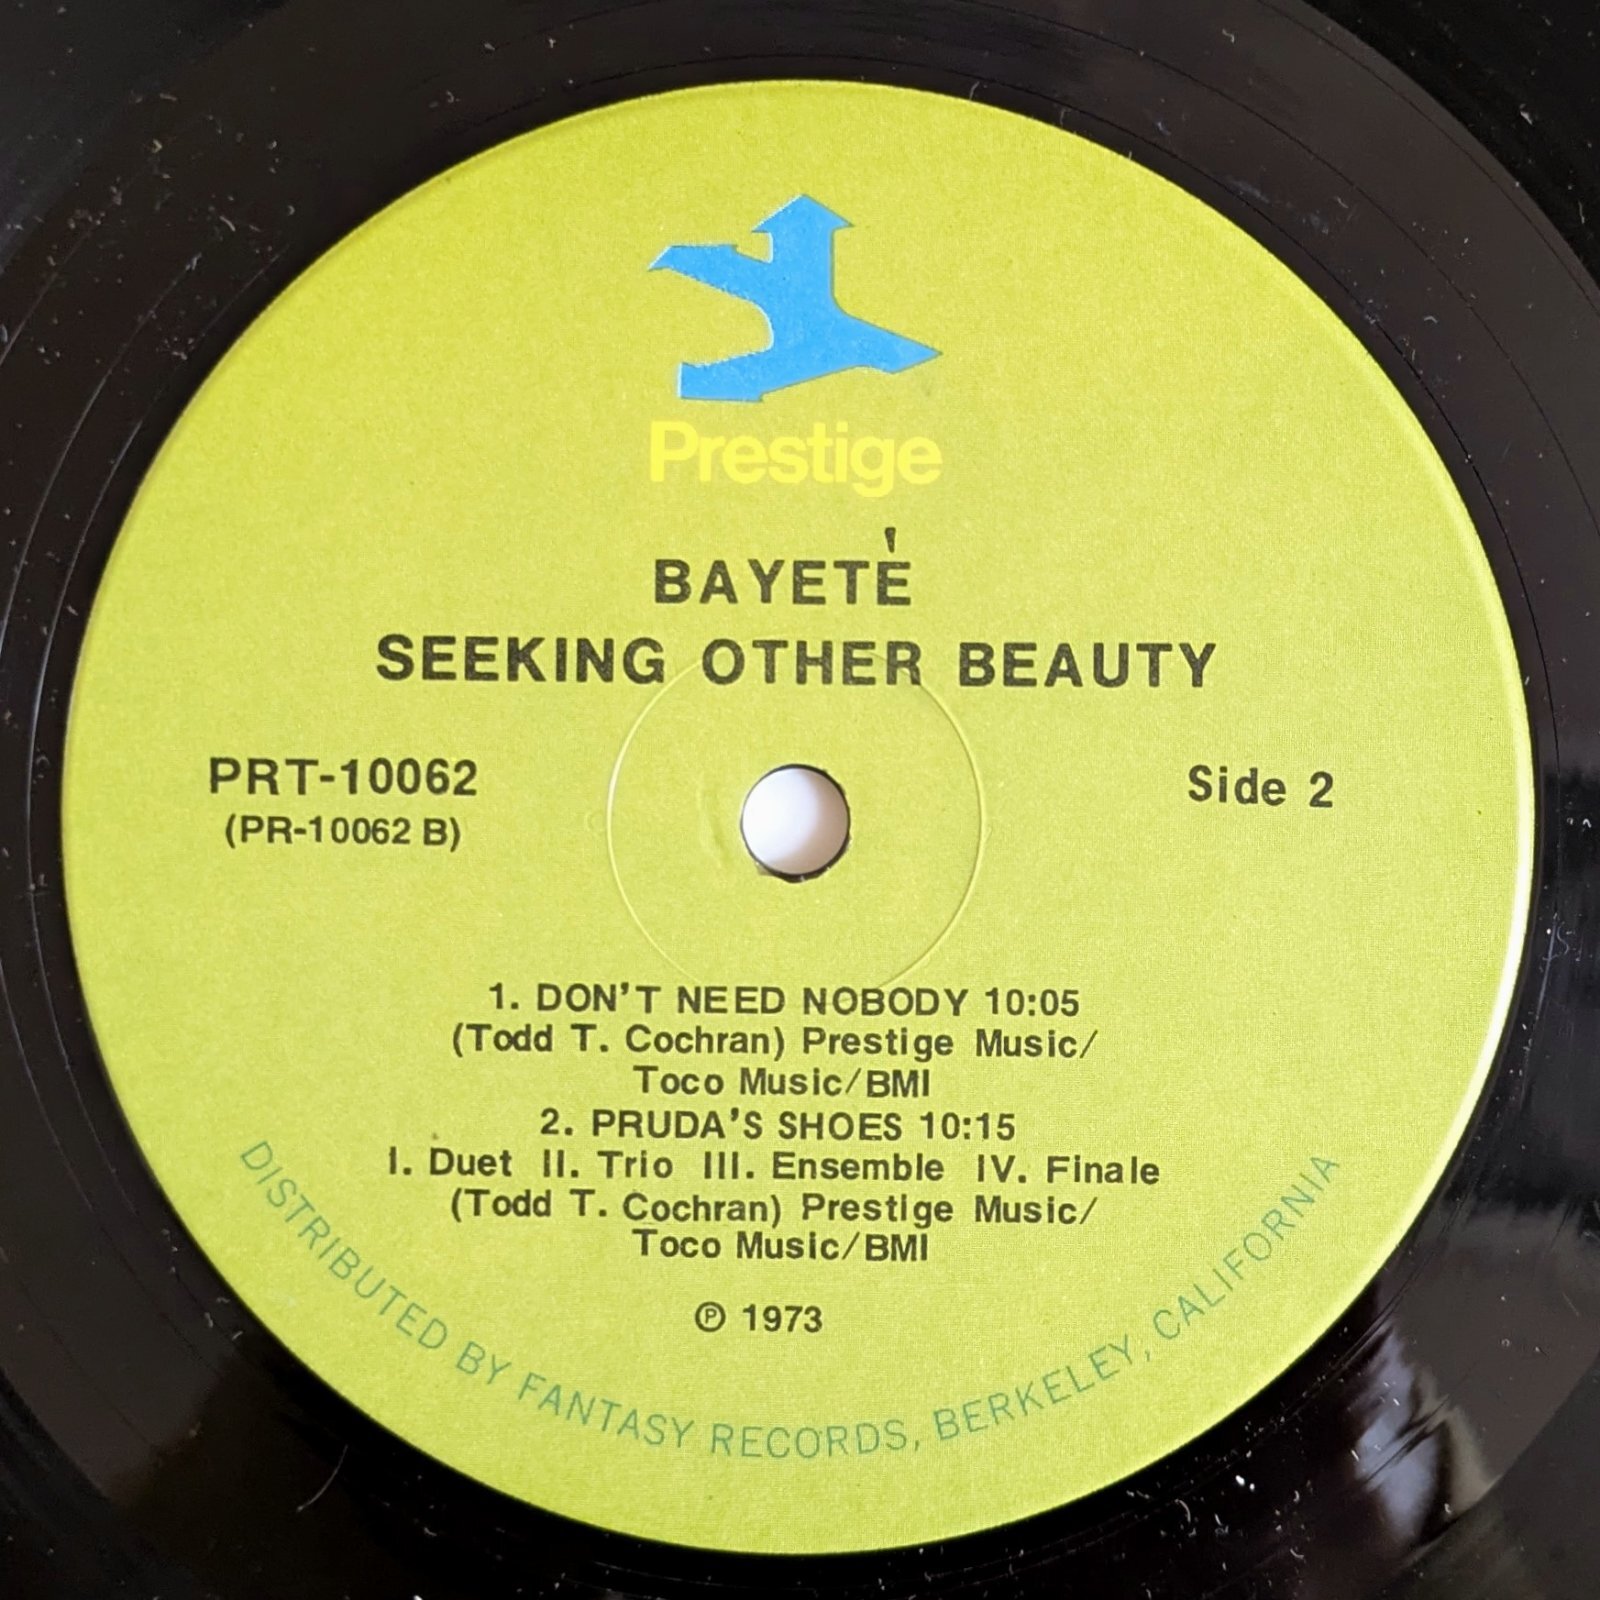 Prestige
BAYETÉ
SEEKING OTHER BEAUTY
PRT-10062
(PR-10062 B)
Side 2
1. DON'T NEED NOBODY 10:05
(Todd T. Cochran) Prestige Music/
Toco Music/BMI
2. PRUDA'S SHOES 10:15
I. Duet II. Trio III. Ensemble IV. Finale
(Todd T. Cochran) Prestige Music/
Toco Music/BMI
℗ 1973
DISTRIBUTED BY FANTASY RECORDS, BERKELEY, CALIFORNIA